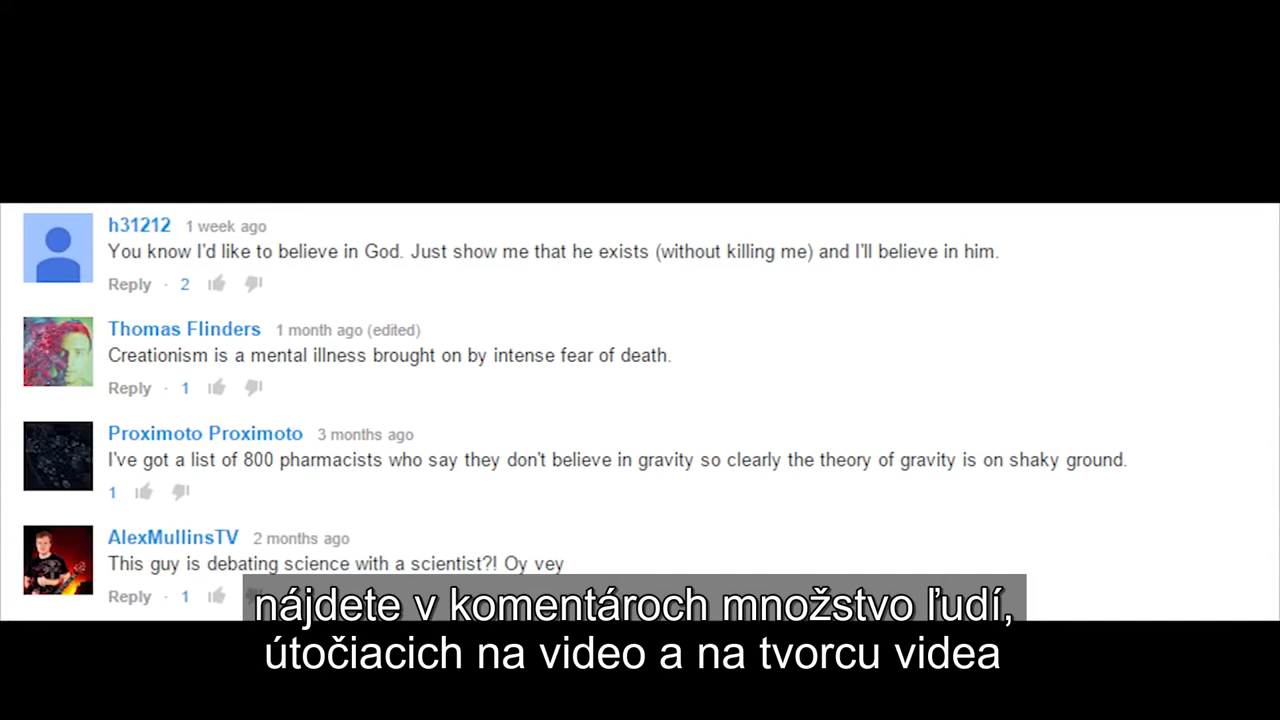 h31212 1 week ago
You know I'd like to believe in God. Just show me that he exists (without killing me) and I'll believe in him.
Reply · 2
Thomas Flinders 1 month ago (edited)
Creationism is a mental illness brought on by intense fear of death.
Reply · 1
Proximoto Proximoto 3 months ago
I've got a list of 800 pharmacists who say they don't believe in gravity so clearly the theory of gravity is on shaky ground.
1
AlexMullinsTV 2 months ago
This guy is debating science with a scientist?! Oy vey
Reply · 1
nájdete v komentároch množstvo ľudí,
útočiacich na video a na tvorcu videa